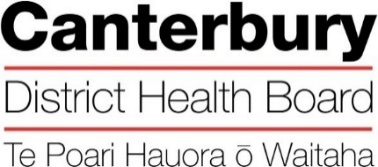 Canterbury
District Health Board
Te Poari Hauora ō Waitaha